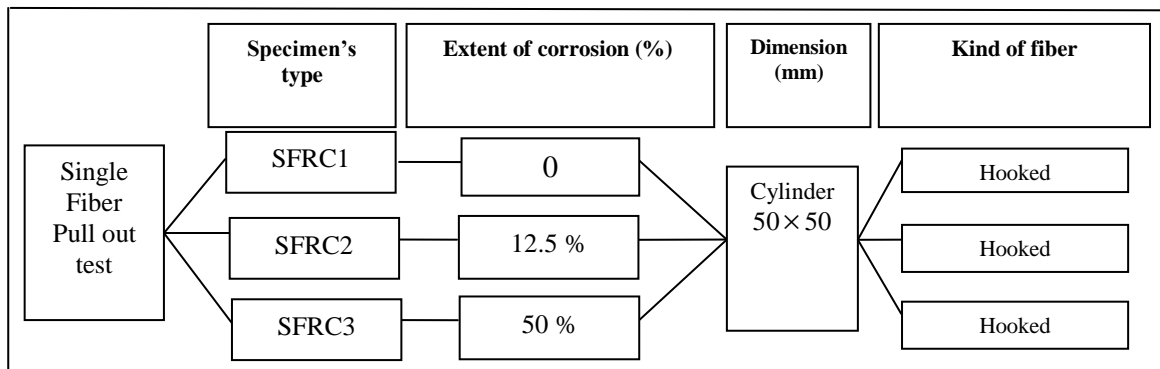 Specimen's
type
Extent of corrosion (%)
Dimension
(mm)
Kind of fiber
Single
Fiber
Pull out
test
SFRC1
0
SFRC2
12.5 %
SFRC3
50 %
Cylinder
50×50
Hooked
Hooked
Hooked